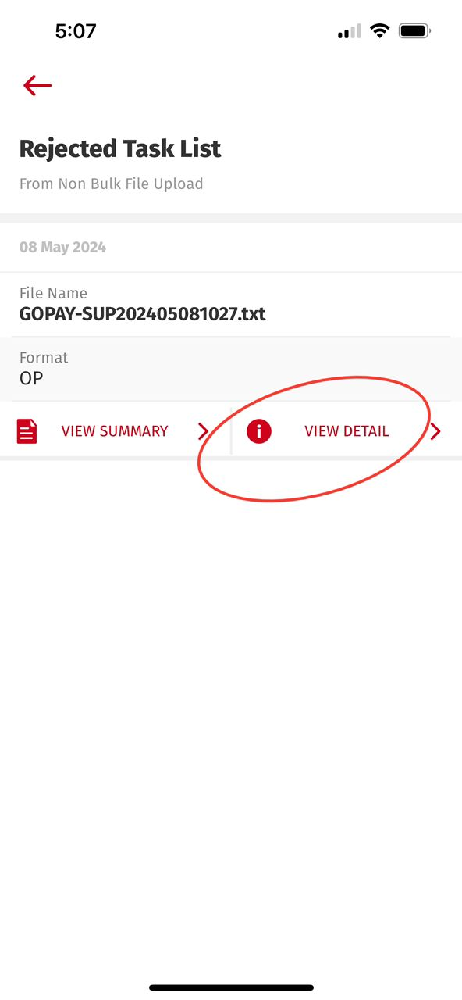 5:07
Rejected Task List
From Non Bulk File Upload
08 May 2024
File Name
GOPAY-SUP202405081027.txt
Format
OP
VIEW SUMMARY
VIEW DETAIL